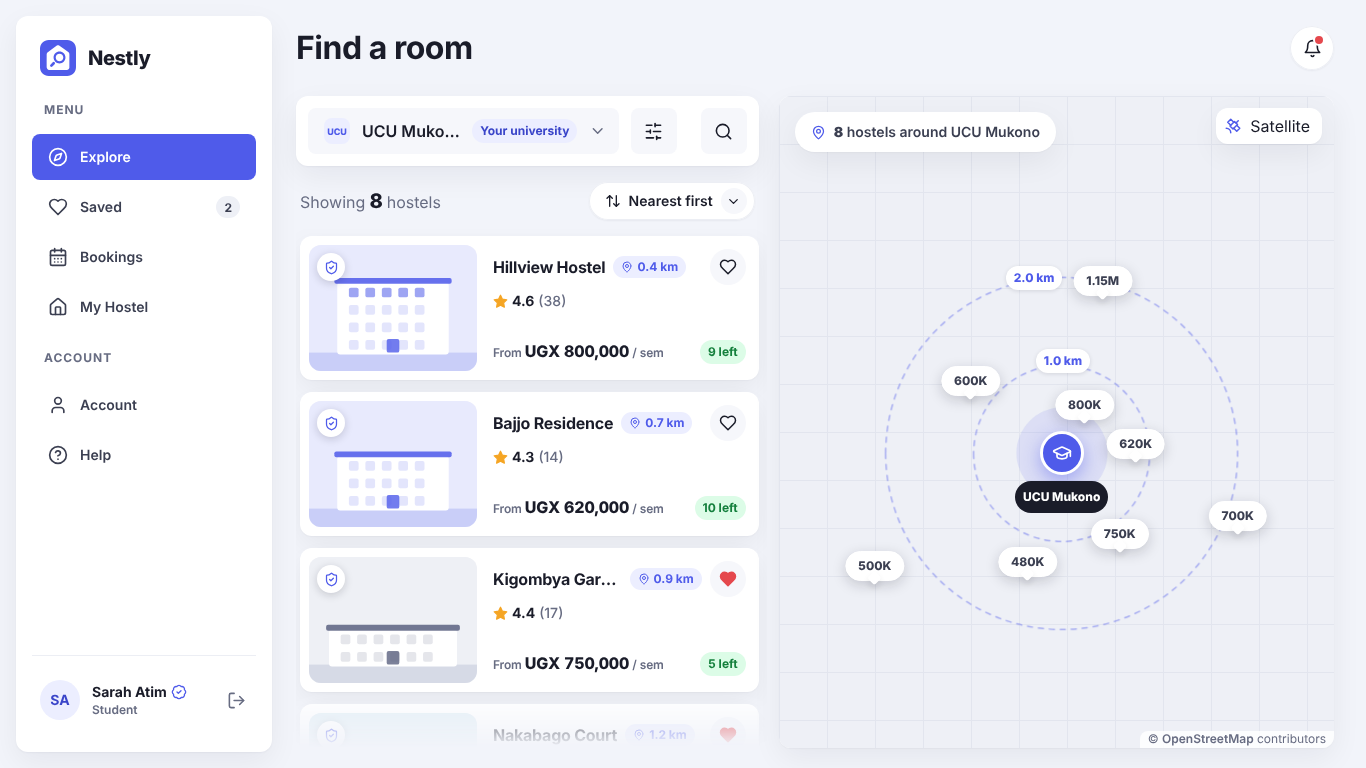 Nestly
MENU
Explore
Saved
2
Bookings
My Hostel
ACCOUNT
Account
Help
SA
Sarah Atim
Student
Find a room
UCU
UCU Muko...
Your university
Showing 8 hostels
Nearest first
Hillview Hostel
0.4 km
4.6 (38)
From UGX 800,000 / sem
9 left
Bajjo Residence
0.7 km
4.3 (14)
From UGX 620,000 / sem
10 left
Kigombya Gar...
0.9 km
4.4 (17)
From UGX 750,000 / sem
5 left
Nakabago Court
1.2 km
8 hostels around UCU Mukono
Satellite
2.0 km
1.15M
1.0 km
600K
800K
620K
UCU Mukono
700K
750K
480K
500K
© OpenStreetMap contributors